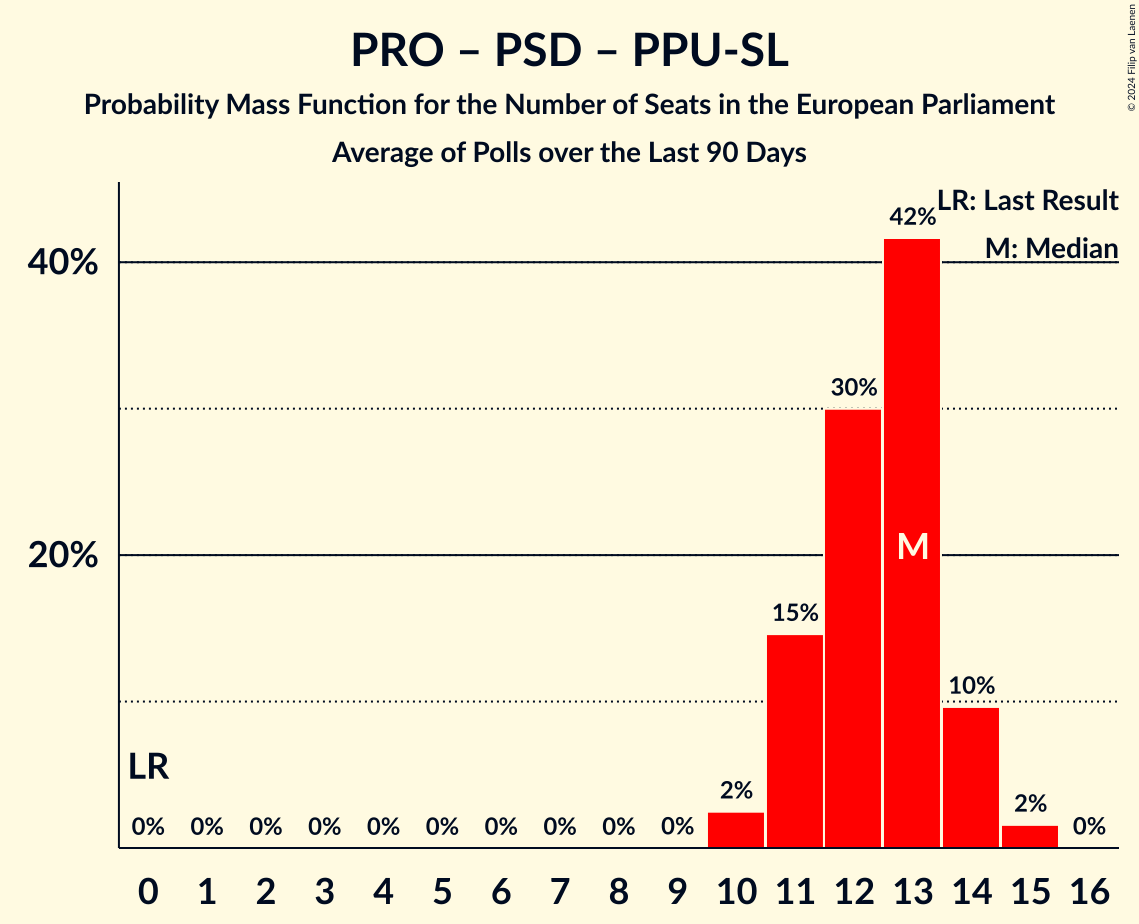 PRO – PSD – PPU-SL
Probability Mass Function for the Number of Seats in the European Parliament
Average of Polls over the Last 90 Days
© 2024 Filip van Laenen
LR: Last Result
M: Median
40%
20%
42%
30%
M
15%
10%
LR
0% 0% 0% 0% 0% 0% 0% 0% 0% 0% 2% 2% 0%
0 1 2 3 4 5 6 7 8 9 10 11 12 13 14 15 16